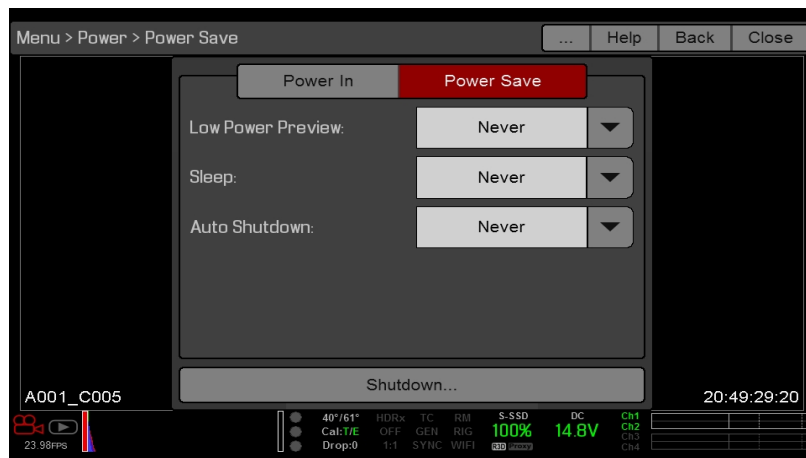 Menu > Power > Power Save ... Help Back Close
Power In Power Save
Low Power Preview: Never
Sleep: Never
Auto Shutdown: Never
Shutdown...
A001_C005 20:49:29:20
40°/61° HDRx TC RM S-SSD DC Ch1
Cal:T/E OFF GEN RIG 100% 14.8V Ch2
23.98FPS Drop:0 1:1 SYNC WIFI R3D Proxy Ch3
Ch4